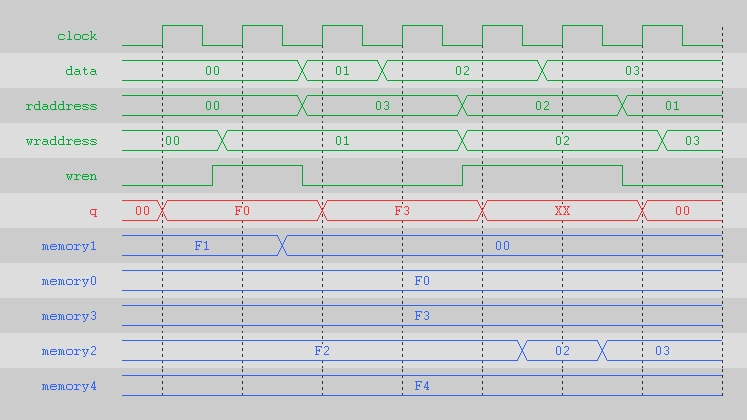 clock
data 00 01 02 03
rdaddress 00 03 02 01
wraddress 00 01 02 03
wren
q 00 F0 F3 XX 00
memory1 F1 00
memory0 F0
memory3 F3
memory2 F2 02 03
memory4 F4